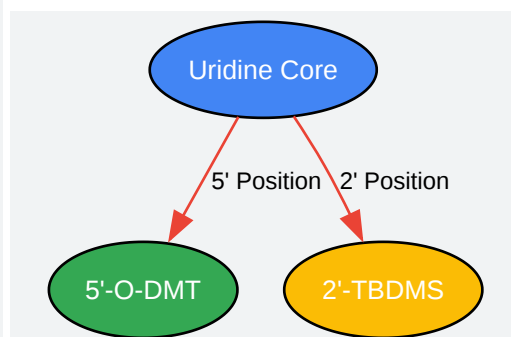 Uridine Core
5' Position 2' Position
5'-O-DMT 2'-TBDMS